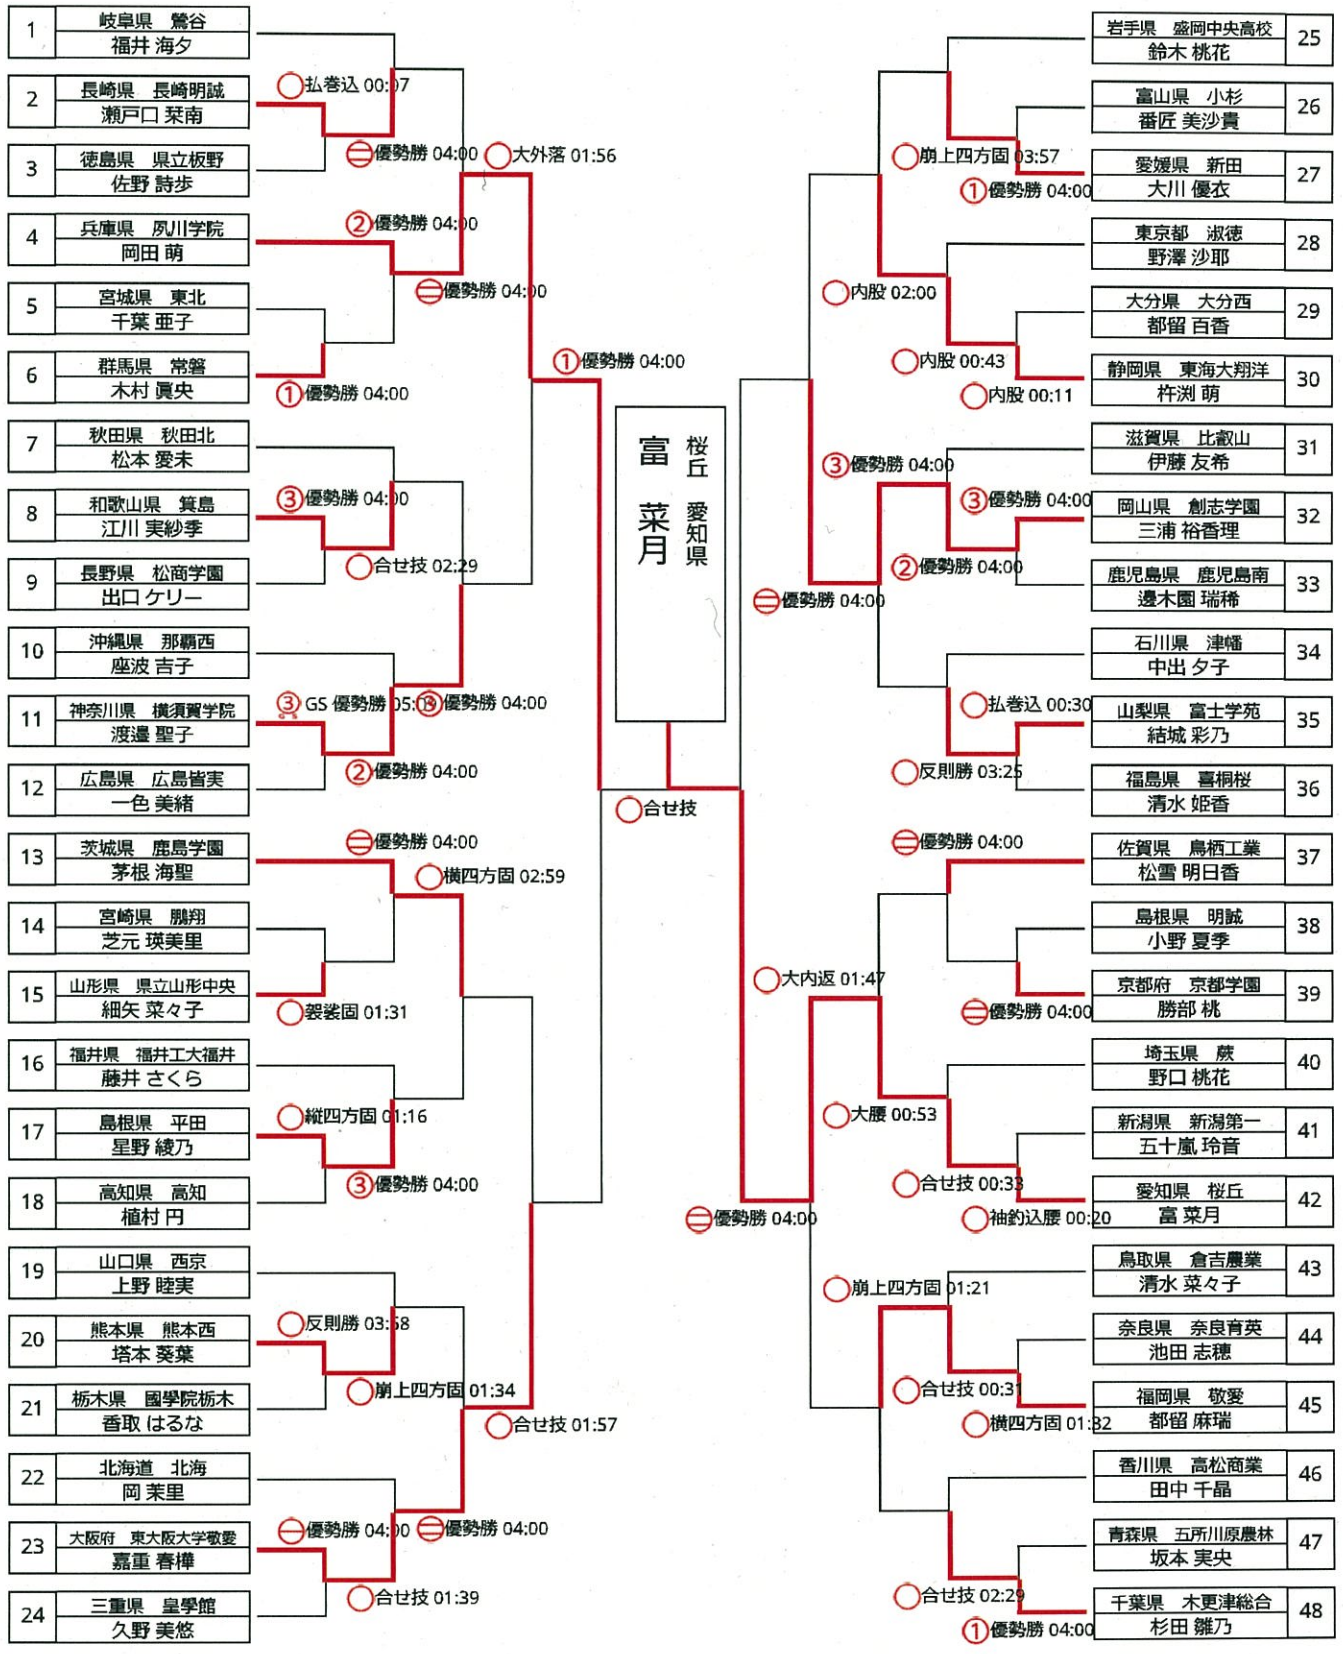 1
岐阜県　鶯谷
福井 海夕
2
長崎県　長崎明誠
瀬戸口 栞南
3
徳島県　県立板野
佐野 詩歩
4
兵庫県　夙川学院
岡田 萌
5
宮城県　東北
千葉 亜子
6
群馬県　常磐
木村 眞央
7
秋田県　秋田北
松本 愛未
8
和歌山県　箕島
江川 実紗季
9
長野県　松商学園
出口 ケリー
10
沖縄県　那覇西
座波 吉子
11
神奈川県　横須賀学院
渡邉 聖子
12
広島県　広島皆実
一色 美緒
13
茨城県　鹿島学園
茅根 海聖
14
宮崎県　鵬翔
芝元 瑛美里
15
山形県　県立山形中央
細矢 菜々子
16
福井県　福井工大福井
藤井 さくら
17
島根県　平田
星野 綾乃
18
高知県　高知
植村 円
19
山口県　西京
上野 睦実
20
熊本県　熊本西
塔本 葵葉
21
栃木県　國學院栃木
香取 はるな
22
北海道　北海
岡 茉里
23
大阪府　東大阪大学敬愛
嘉重 春樺
24
三重県　皇學館
久野 美悠
払巻込 00:07
優勢勝 04:00
大外落 01:56
②優勢勝 04:00
優勢勝 04:00
①優勢勝 04:00
①優勢勝 04:00
③優勢勝 04:00
合せ技 02:29
③GS 優勢勝 05:0
優勢勝 04:00
②優勢勝 04:00
優勢勝 04:00
横四方固 02:59
袈裟固 01:31
縦四方固 01:16
③優勢勝 04:00
反則勝 03:58
崩上四方固 01:34
合せ技 01:57
優勢勝 04:00
優勢勝 04:00
合せ技 01:39
桜丘　愛知県
富　菜月
合せ技
崩上四方固 03:57
①優勢勝 04:00
内股 02:00
内股 00:43
内股 00:11
③優勢勝 04:00
③優勢勝 04:00
②優勢勝 04:00
優勢勝 04:00
払巻込 00:30
反則勝 03:25
優勢勝 04:00
大内返 01:47
優勢勝 04:00
大腰 00:53
合せ技 00:33
袖釣込腰 00:20
優勢勝 04:00
崩上四方固 01:21
合せ技 00:31
横四方固 01:32
合せ技 02:29
①優勢勝 04:00
岩手県　盛岡中央高校
鈴木 桃花
25
富山県　小杉
番匠 美沙貴
26
愛媛県　新田
大川 優衣
27
東京都　淑徳
野澤 沙耶
28
大分県　大分西
都留 百香
29
静岡県　東海大翔洋
杵渕 萌
30
滋賀県　比叡山
伊藤 友希
31
岡山県　創志学園
三浦 裕香理
32
鹿児島県　鹿児島南
邊木園 瑞稀
33
石川県　津幡
中出 夕子
34
山梨県　富士学苑
結城 彩乃
35
福島県　喜桐桜
清水 姫香
36
佐賀県　鳥栖工業
松雪 明日香
37
島根県　明誠
小野 夏季
38
京都府　京都学園
勝部 桃
39
埼玉県　蕨
野口 桃花
40
新潟県　新潟第一
五十嵐 玲音
41
愛知県　桜丘
富 菜月
42
鳥取県　倉吉農業
清水 菜々子
43
奈良県　奈良育英
池田 志穂
44
福岡県　敬愛
都留 麻瑞
45
香川県　高松商業
田中 千晶
46
青森県　五所川原農林
坂本 実央
47
千葉県　木更津総合
杉田 雛乃
48